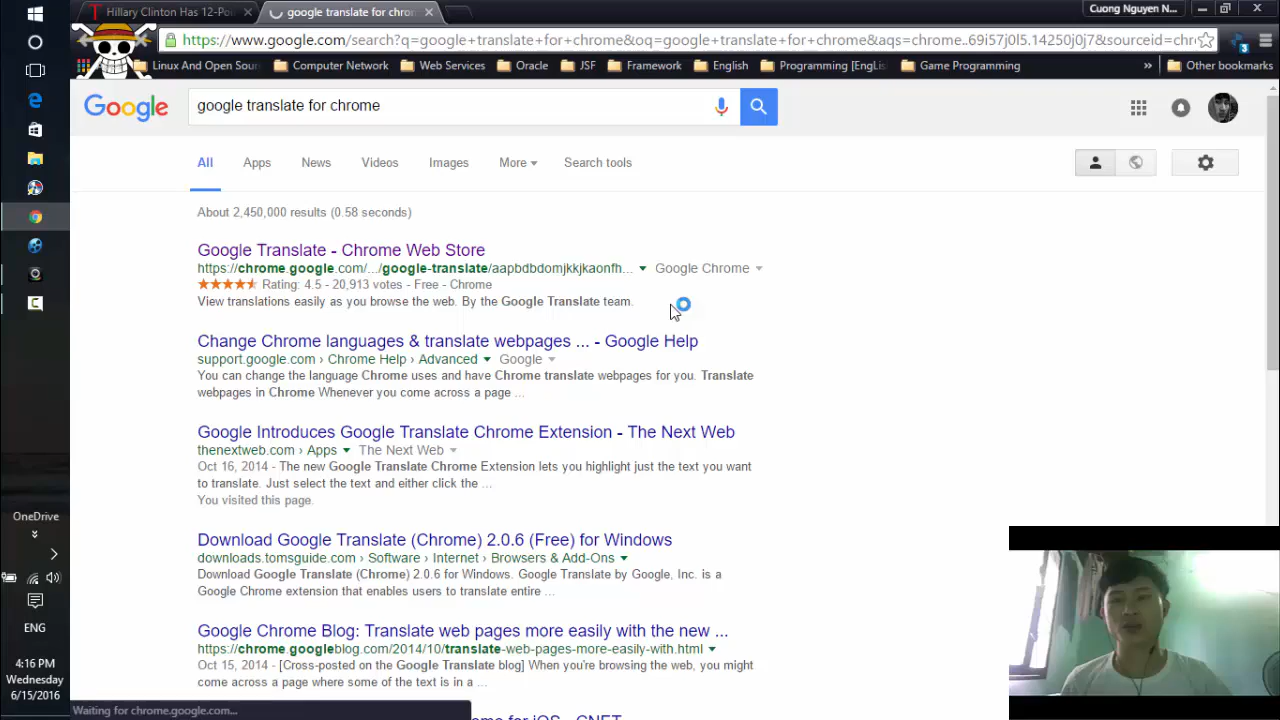 Hillary Clinton Has 12-Po
google translate for chrom
Cuong Nguyen N...
https://www.google.com/search?q=google+translate+for+chrome&oq=google+translate+for+chrome&aqs=chrome..69i57j0l5.14250j0j7&sourceid=chr
Linux And Open Sou
Computer Network
Web Services
Oracle
JSF
Framework
English
Programming [EngLis
Game Programming
»
Other bookmarks
Google
google translate for chrome
All
Apps
News
Videos
Images
More
Search tools
About 2,450,000 results (0.58 seconds)
Google Translate - Chrome Web Store
https://chrome.google.com/.../google-translate/aapbdbdomjkkjkaonfh... Google Chrome
Rating: 4.5 - 20,913 votes - Free - Chrome
View translations easily as you browse the web. By the Google Translate team.
Change Chrome languages & translate webpages ... - Google Help
support.google.com › Chrome Help › Advanced Google
You can change the language Chrome uses and have Chrome translate webpages for you. Translate
webpages in Chrome Whenever you come across a page ...
Google Introduces Google Translate Chrome Extension - The Next Web
thenextweb.com › Apps The Next Web
Oct 16, 2014 - The new Google Translate Chrome Extension lets you highlight just the text you want
to translate. Just select the text and either click the ...
You visited this page.
Download Google Translate (Chrome) 2.0.6 (Free) for Windows
downloads.tomsguide.com › Software › Internet › Browsers & Add-Ons
Download Google Translate (Chrome) 2.0.6 for Windows. Google Translate by Google, Inc. is a
Google Chrome extension that enables users to translate entire ...
Google Chrome Blog: Translate web pages more easily with the new ...
https://chrome.googleblog.com/2014/10/translate-web-pages-more-easily-with.html
Oct 15, 2014 - [Cross-posted on the Google Translate blog] When you're browsing the web, you might
come across a page where some of the text is in a ...
me for iOS - CNET
Waiting for chrome.google.com...
OneDrive
ENG
4:16 PM
Wednesday
6/15/2016
3